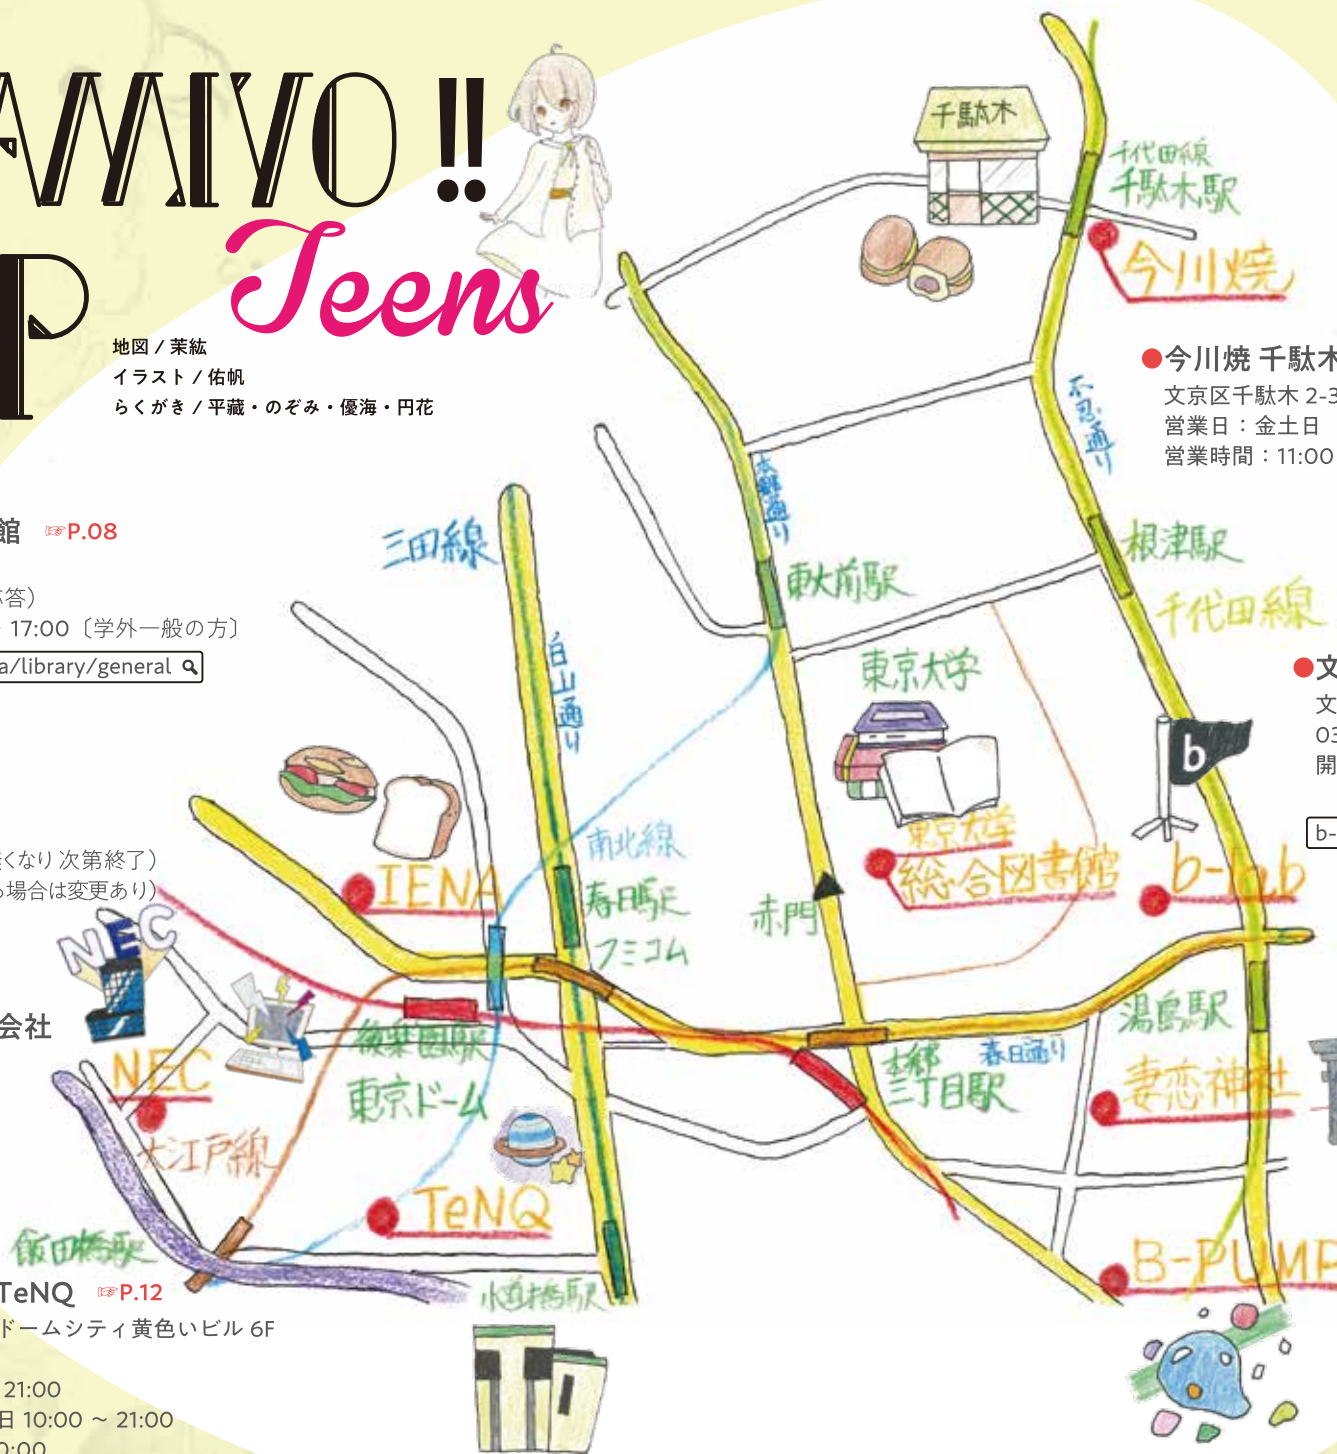 AMIYO!!
P
Teens
地図 / 茉紘
イラスト / 佑帆
らくがき / 平藏・のぞみ・優海・円花
千駄木
千代田線
千駄木駅
今川焼
●今川焼 千駄木
文京区千駄木 2-3
営業日：金土日
営業時間：11:00
不忍通り
本郷通り
館 ☞P.08
答）
17:00〔学外一般の方〕
a/library/general
三田線
白山通り
東大前駅
根津駅
千代田線
東京大学
●文
文
03
開
b-
b
南北線
くなり次第終了）
場合は変更あり）
IENA
春日駅
フミコム
赤門
東京大学
総合図書館
b-lab
NEC
会社
後楽園駅
東京ドーム
本郷
三丁目駅
春日通り
湯島駅
妻恋神社
NEC
大江戸線
飯田橋駅
TeNQ
水道橋駅
B-PUMP
TeNQ ☞P.12
ドームシティ黄色いビル 6F
21:00
日 10:00 ～ 21:00
0:00